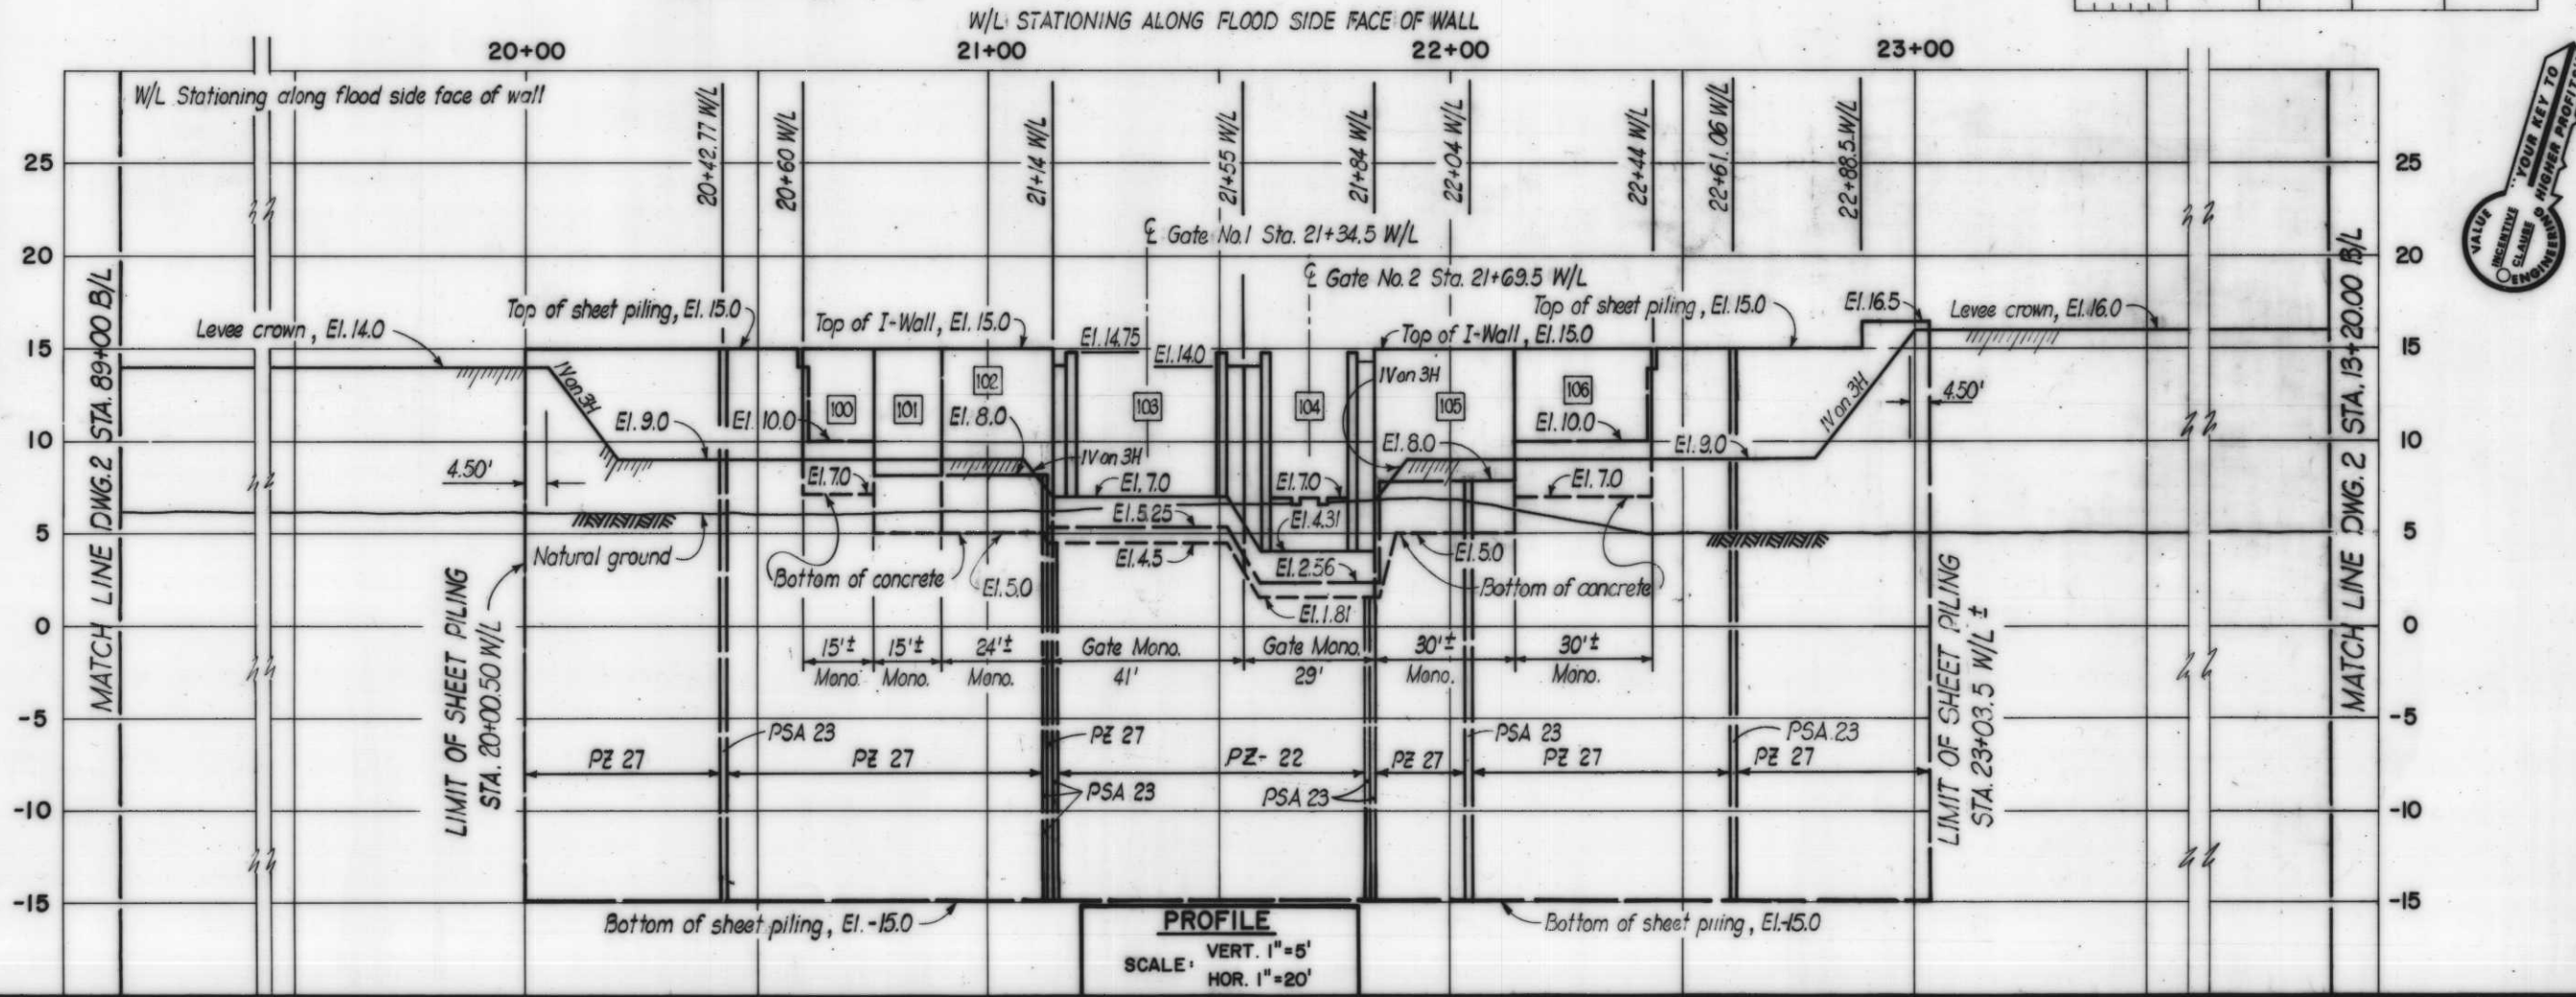 W/L STATIONING ALONG FLOOD SIDE FACE OF WALL
20+00
21+00
22+00
23+00
W/L Stationing along flood side face of wall
20+42.77 W/L
20+60 W/L
21+14 W/L
21+55 W/L
21+84 W/L
22+04 W/L
22+44 W/L
22+61.06 W/L
22+88.5 W/L
"YOUR KEY TO
HIGHER PROFIT
VALUE
ENGINEERING
INCENTIVE
CLAUSE
25
25
℄ Gate No.1 Sta. 21+34.5 W/L
20
20
℄ Gate No. 2 Sta. 21+69.5 W/L
MATCH LINE DWG.2 STA. 89+00 B/L
Levee crown, El. 14.0
Top of sheet piling, El. 15.0
Top of I-Wall, El. 15.0
El. 14.75
El. 14.0
Top of I-Wall, El. 15.0
Top of sheet piling, El. 15.0
El. 16.5
Levee crown, El. 16.0
MATCH LINE DWG. 2 STA. 13+20.00 B/L
15
15
1V on 3H
102
1V on 3H
106
1V on 3H
4.50'
100
101
103
104
105
El. 9.0
El. 10.0
El. 8.0
El. 10.0
10
10
El. 8.0
El. 9.0
1V on 3H
4.50'
El. 7.0
El. 7.0
El. 7.0
El. 7.0
El. 5.25
El. 4.31
5
5
Natural ground
El. 4.5
El. 5.0
Bottom of concrete
El. 5.0
El. 2.56
Bottom of concrete
El. 1.81
0
0
LIMIT OF SHEET PILING
STA. 20+00.50 W/L
15'±
Mono.
15'±
Mono.
24'±
Mono.
Gate Mono.
41'
Gate Mono.
29'
30'±
Mono.
30'±
Mono.
LIMIT OF SHEET PILING
STA. 23+03.5 W/L ±
-5
-5
PSA 23
PZ 27
PSA 23
PSA 23
PZ 27
PZ 27
PZ- 22
PZ 27
PZ 27
PZ 27
PSA 23
PSA 23
-10
-10
-15
-15
Bottom of sheet piling, El. -15.0
Bottom of sheet piling, El.-15.0
PROFILE
SCALE: VERT. 1"=5'
HOR. 1"=20'